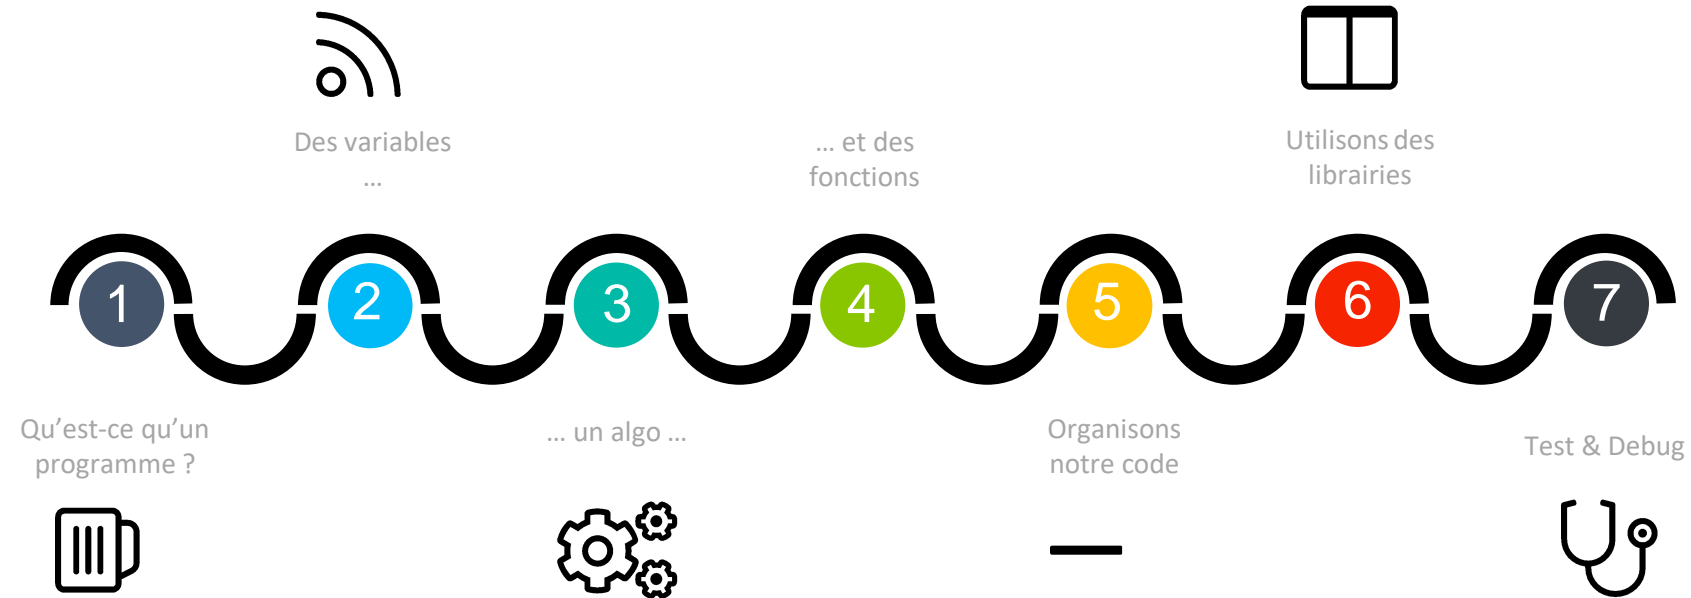 Des variables
...
... et des
fonctions
Utilisons des
librairies
1
2
3
4
5
6
7
Qu’est-ce qu’un
programme ?
... un algo ...
Organisons
notre code
Test & Debug